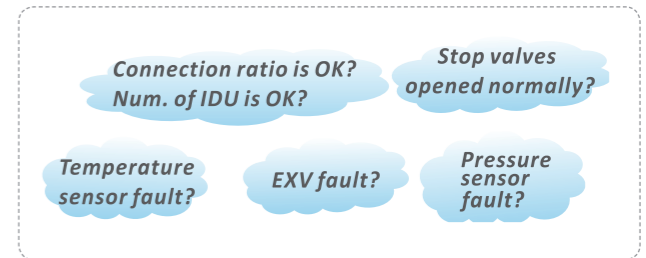 Connection ratio is OK?
Num. of IDU is OK?
Stop valves
opened normally?
Temperature
sensor fault?
EXV fault?
Pressure
sensor
fault?